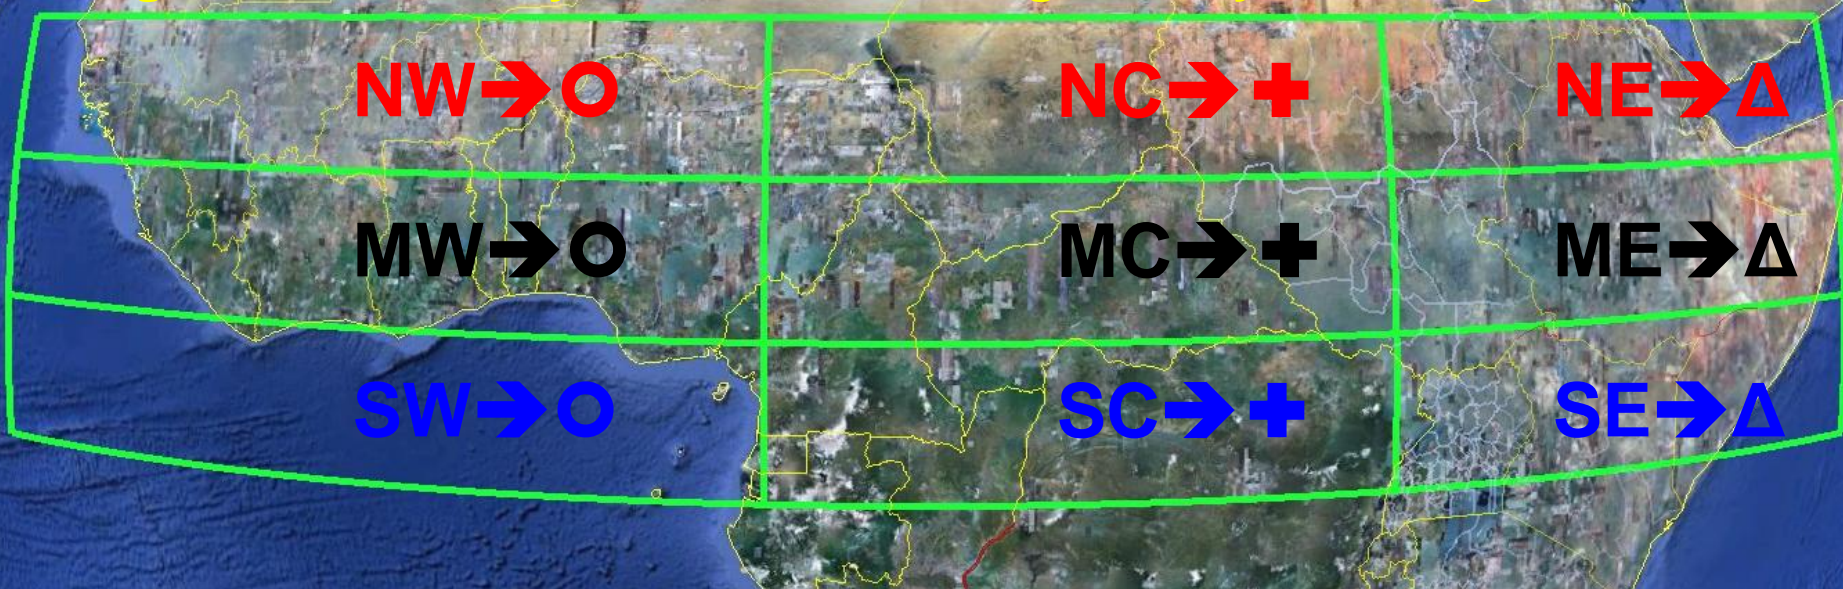 NW➔O NC➔+ NE➔Δ
MW➔O MC➔+ ME➔Δ
SW➔O SC➔+ SE➔Δ